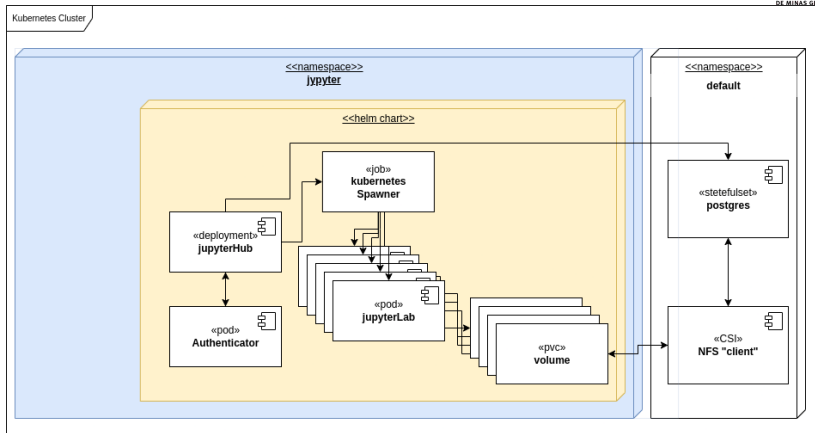 DE MINAS GE
Kubernetes Cluster
<<namespace>>
jypyter
<<namespace>>
default
<<helm chart>>
«job»
kubernetes
Spawner
«stetefulset»
postgres
«deployment»
jupyterHub
«pod»
jupyterLab
«pod»
Authenticator
«pvc»
volume
«CSI»
NFS "client"